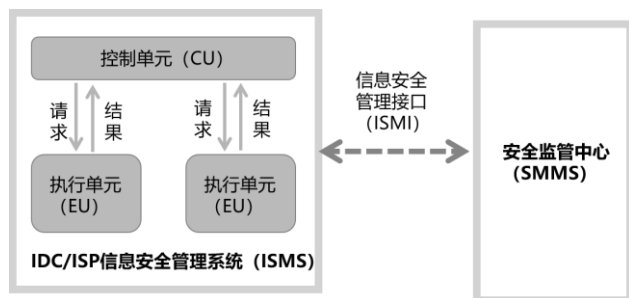 控制单元（CU）
请求
结果
请求
结果
执行单元
（EU）
执行单元
（EU）
IDC/ISP信息安全管理系统（ISMS）
信息安全
管理接口
（ISMI）
安全监管中心
（SMMS）